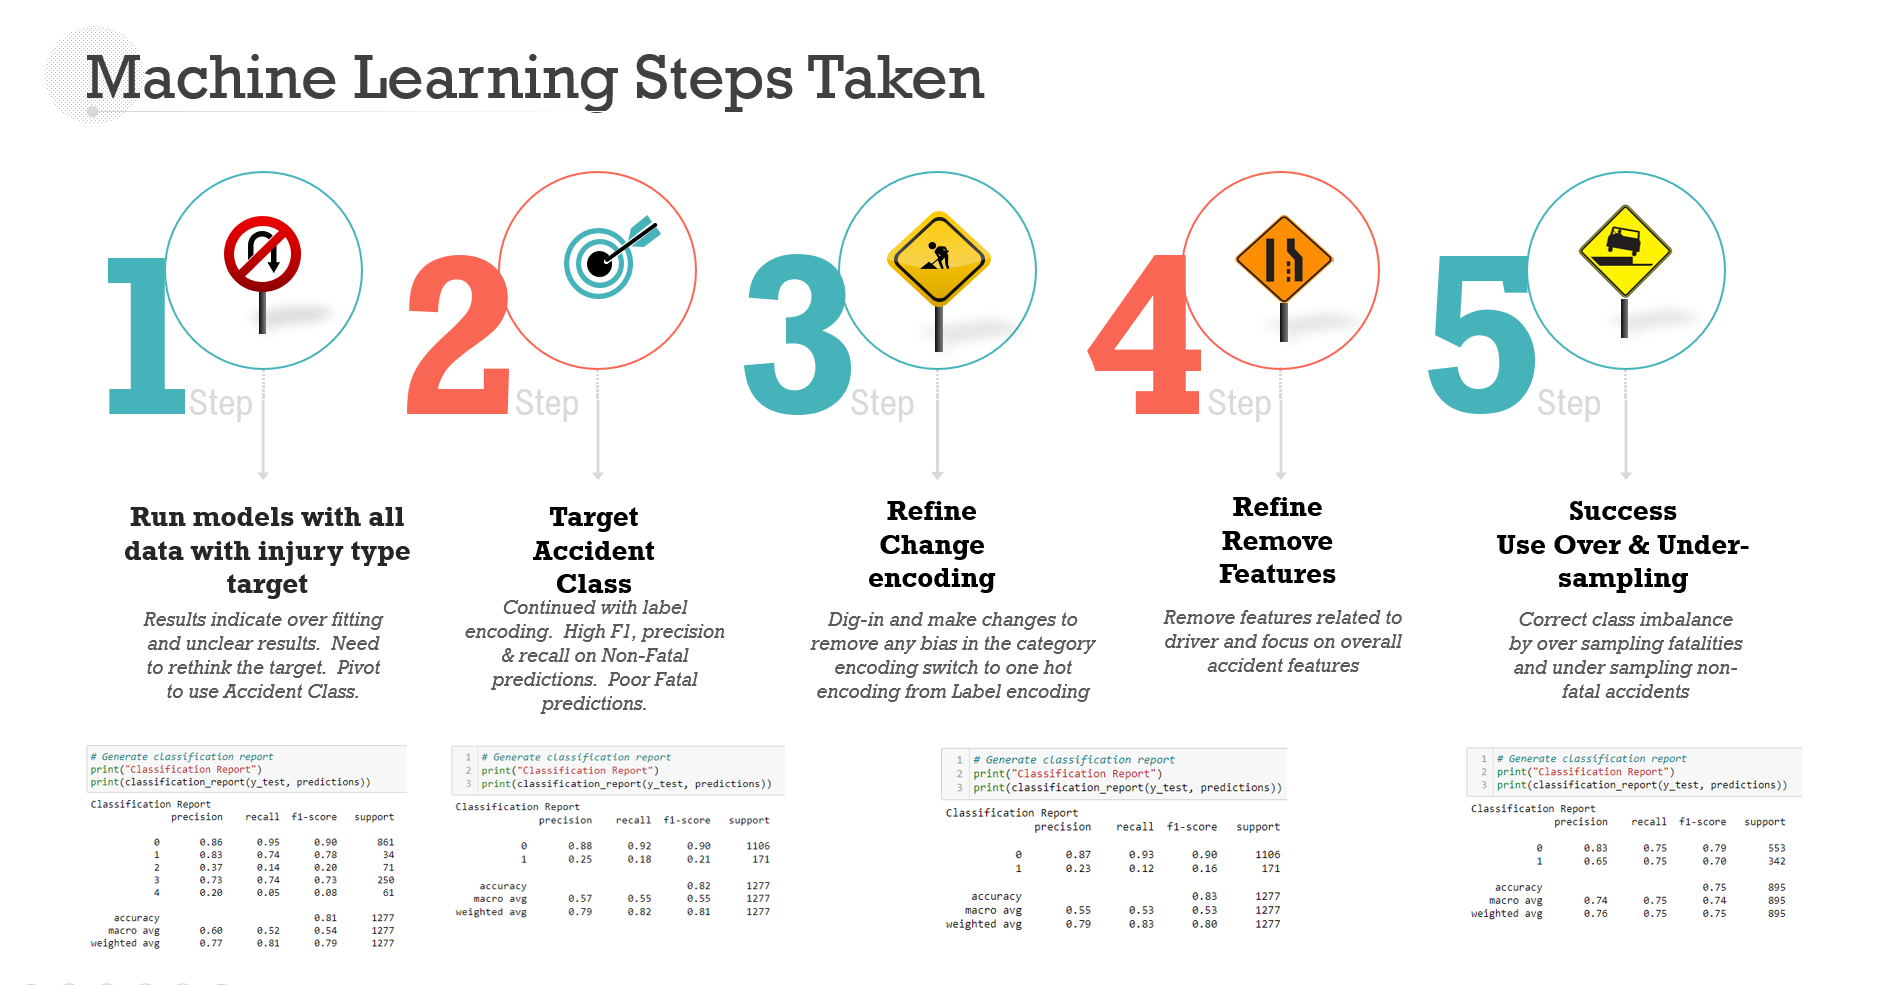 Machine Learning Steps Taken
1 Step
2 Step
3 Step
4 Step
5 Step
Run models with all
data with injury type
target
Results indicate over fitting
and unclear results.  Need
to rethink the target.  Pivot
to use Accident Class.
Target
Accident
Class
Continued with label
encoding.  High F1, precision
& recall on Non-Fatal
predictions.  Poor Fatal
predictions.
Refine
Change
encoding
Dig-in and make changes to
remove any bias in the category
encoding switch to one hot
encoding from Label encoding
Refine
Remove
Features
Remove features related to
driver and focus on overall
accident features
Success
Use Over & Under-
sampling
Correct class imbalance
by over sampling fatalities
and under sampling non-
fatal accidents
# Generate classification report
print("Classification Report")
print(classification_report(y_test, predictions))
Classification Report
precision recall f1-score support
0 0.86 0.95 0.90 861
1 0.83 0.74 0.78 34
2 0.37 0.14 0.20 71
3 0.73 0.74 0.73 250
4 0.20 0.05 0.08 61
accuracy 0.81 1277
macro avg 0.60 0.52 0.54 1277
weighted avg 0.77 0.81 0.79 1277
1 # Generate classification report
2 print("Classification Report")
3 print(classification_report(y_test, predictions))
Classification Report
precision recall f1-score support
0 0.88 0.92 0.90 1106
1 0.25 0.18 0.21 171
accuracy 0.82 1277
macro avg 0.57 0.55 0.55 1277
weighted avg 0.79 0.82 0.81 1277
1 # Generate classification report
2 print("Classification Report")
3 print(classification_report(y_test, predictions))
Classification Report
precision recall f1-score support
0 0.87 0.93 0.90 1106
1 0.23 0.12 0.16 171
accuracy 0.83 1277
macro avg 0.55 0.53 0.53 1277
weighted avg 0.79 0.83 0.80 1277
1 # Generate classification report
2 print("Classification Report")
3 print(classification_report(y_test, predictions))
Classification Report
precision recall f1-score support
0 0.83 0.75 0.79 553
1 0.65 0.75 0.70 342
accuracy 0.75 895
macro avg 0.74 0.75 0.74 895
weighted avg 0.76 0.75 0.75 895